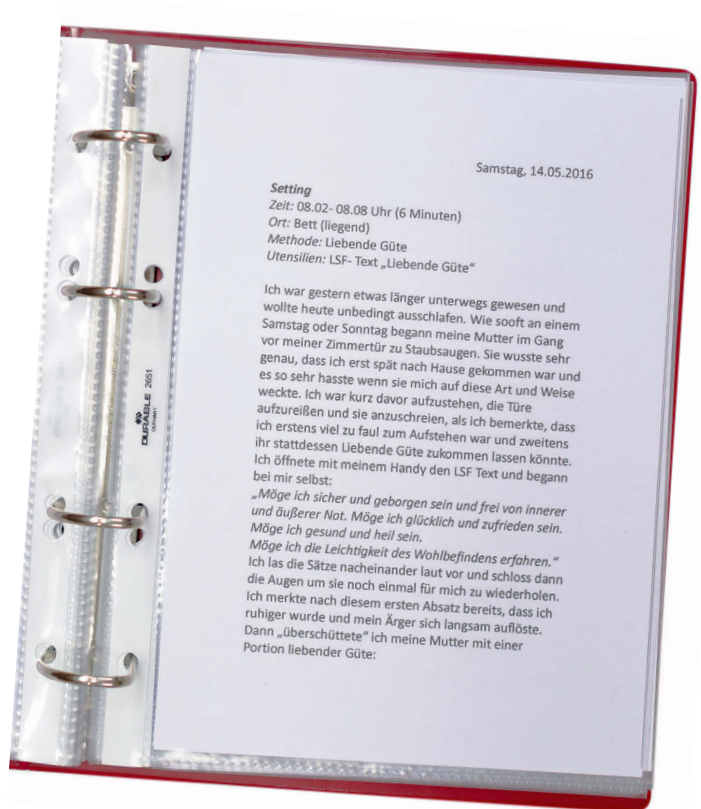 Samstag, 14.05.2016
Setting
Zeit: 08.02- 08.08 Uhr (6 Minuten)
Ort: Bett (liegend)
Methode: Liebende Güte
Utensilien: LSF- Text „Liebende Güte“
Ich war gestern etwas länger unterwegs gewesen und
wollte heute unbedingt ausschlafen. Wie sooft an einem
Samstag oder Sonntag begann meine Mutter im Gang
vor meiner Zimmertür zu Staubsaugen. Sie wusste sehr
genau, dass ich erst spät nach Hause gekommen war und
es so sehr hasste wenn sie mich auf diese Art und Weise
weckte. Ich war kurz davor aufzustehen, die Türe
aufzureißen und sie anzuschreien, als ich bemerkte, dass
ich erstens viel zu faul zum Aufstehen war und zweitens
ihr stattdessen Liebende Güte zukommen lassen könnte.
Ich öffnete mit meinem Handy den LSF Text und begann
bei mir selbst:
„Möge ich sicher und geborgen sein und frei von innerer
und äußerer Not. Möge ich glücklich und zufrieden sein.
Möge ich gesund und heil sein.
Möge ich die Leichtigkeit des Wohlbefindens erfahren.“
Ich las die Sätze nacheinander laut vor und schloss dann
die Augen um sie noch einmal für mich zu wiederholen.
Ich merkte nach diesem ersten Absatz bereits, dass ich
ruhiger wurde und mein Ärger sich langsam auflöste.
Dann „überschüttete“ ich meine Mutter mit einer
Portion liebender Güte:
DURABLE 2651
GERMANY